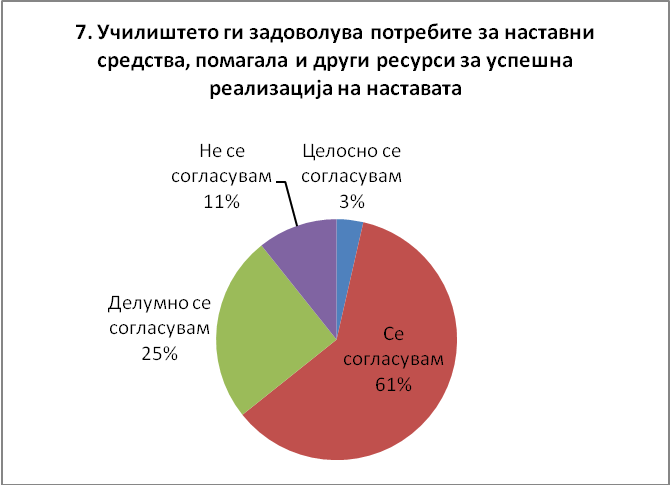 7. Училиштето ги задоволува потребите за наставни
средства, помагала и други ресурси за успешна
реализација на наставата
Не се
согласувам
11%
Целосно се
согласувам
3%
Делумно се
согласувам
25%
Се
согласувам
61%